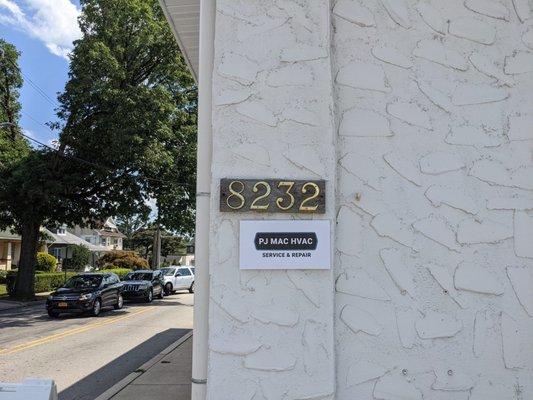 8232
PJ MAC HVAC
SERVICE & REPAIR